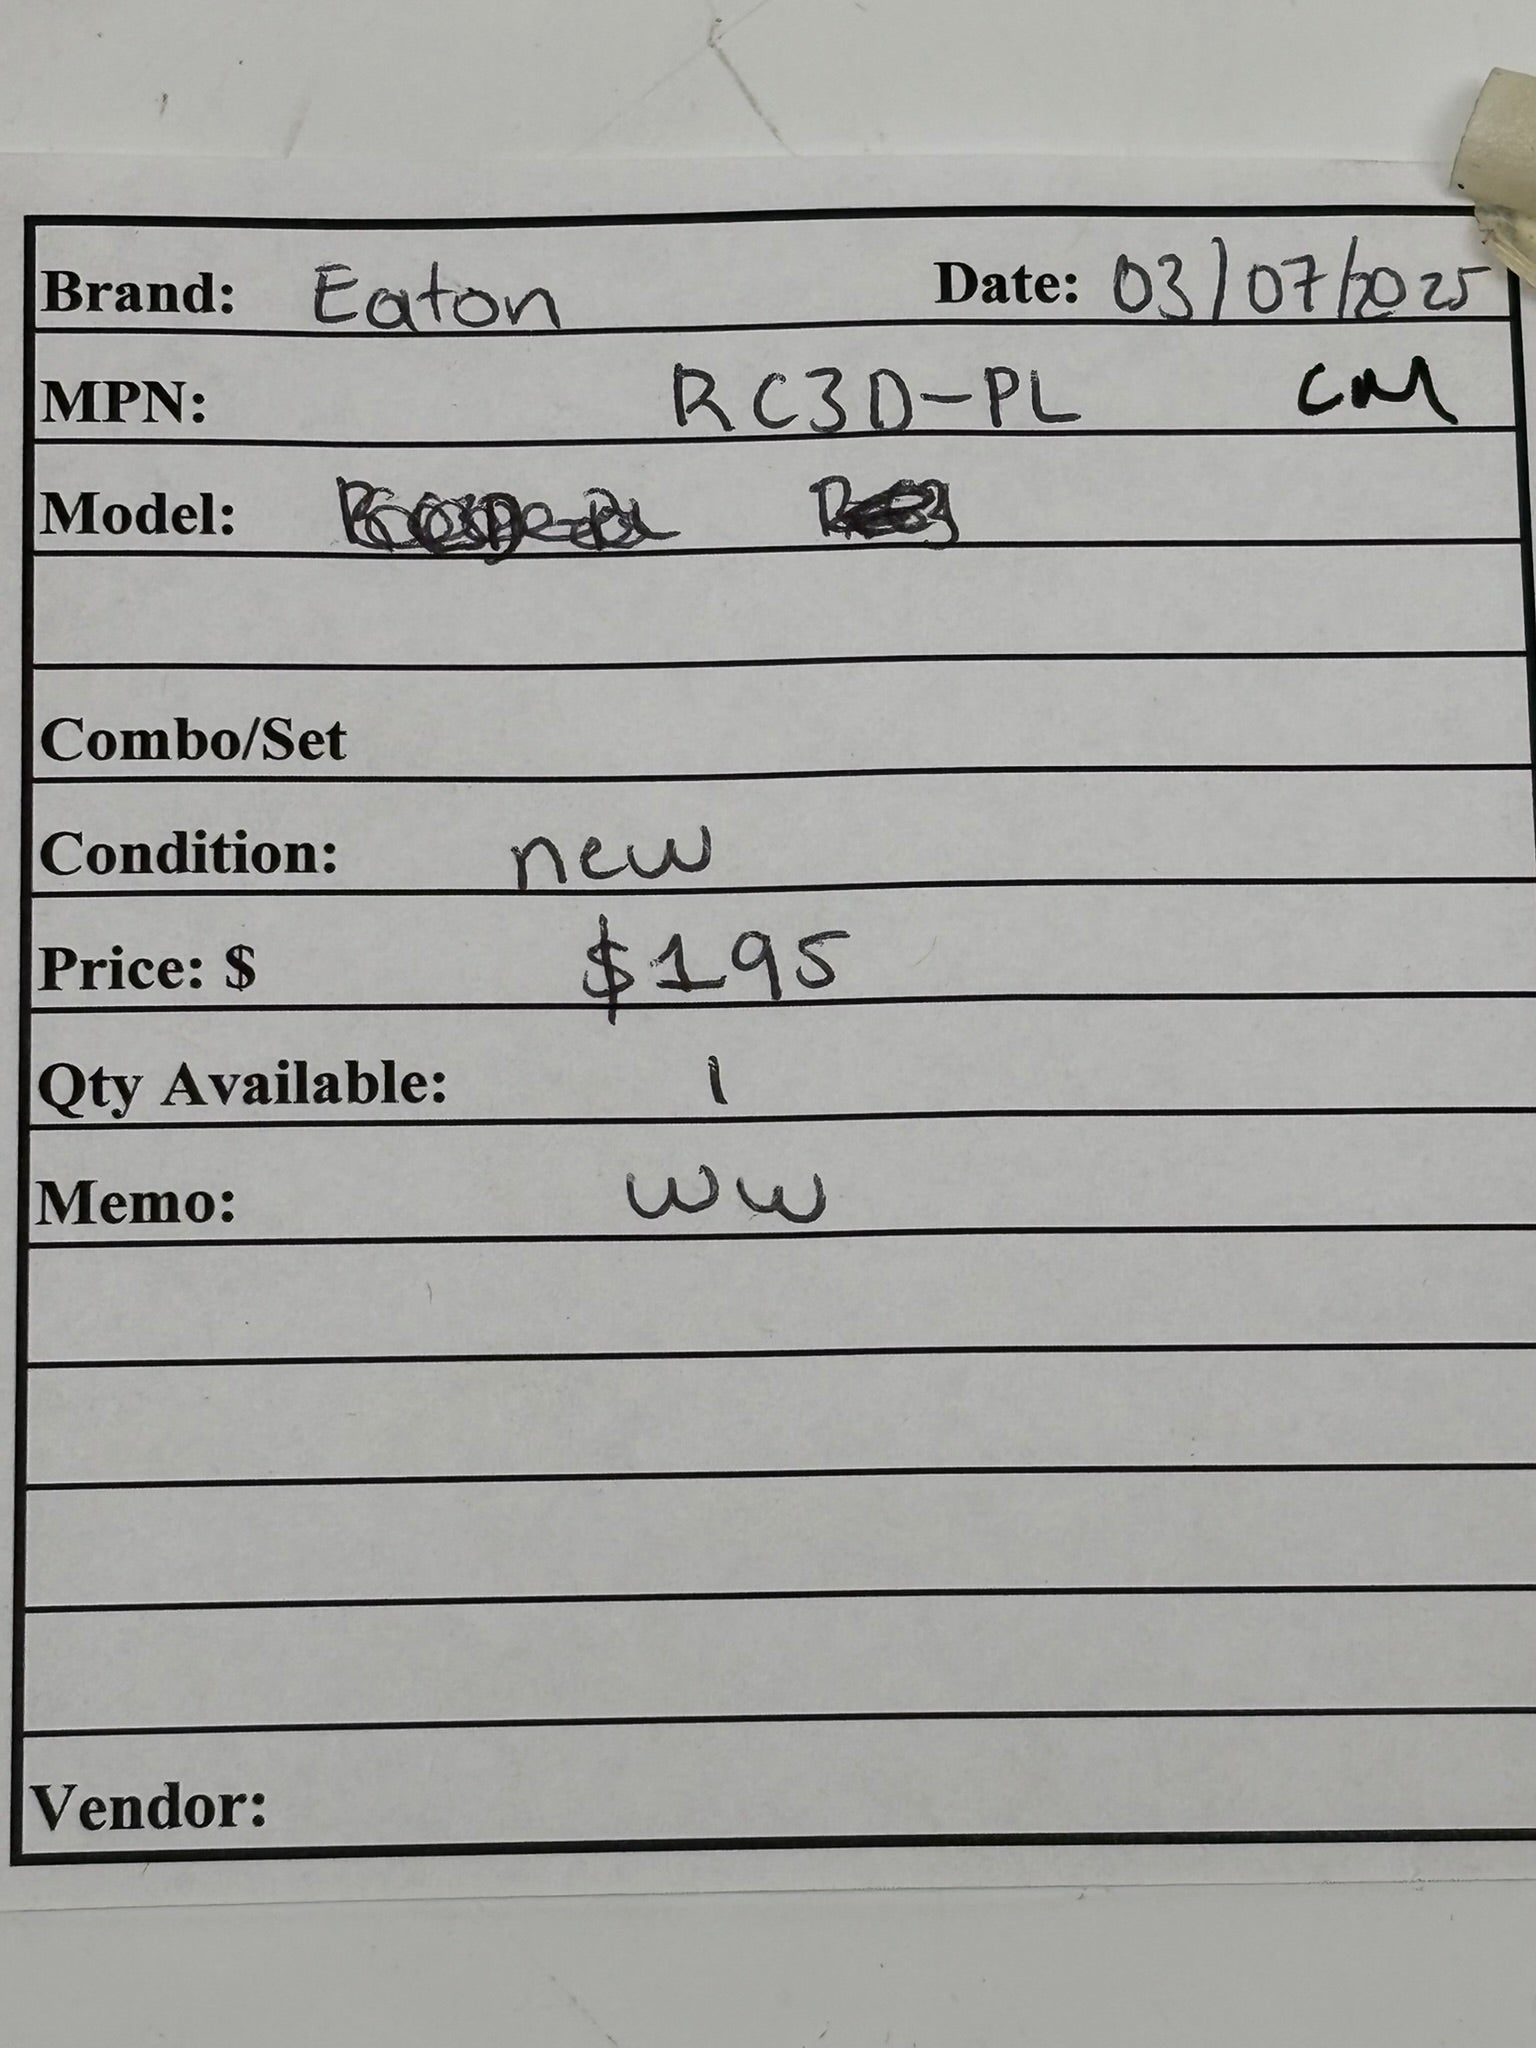 Brand: Eaton Date: 03/07/2025
MPN: RC3D-PL CM
Model:
Combo/Set
Condition: new
Price: $ $195
Qty Available: 1
Memo: WW
Vendor: